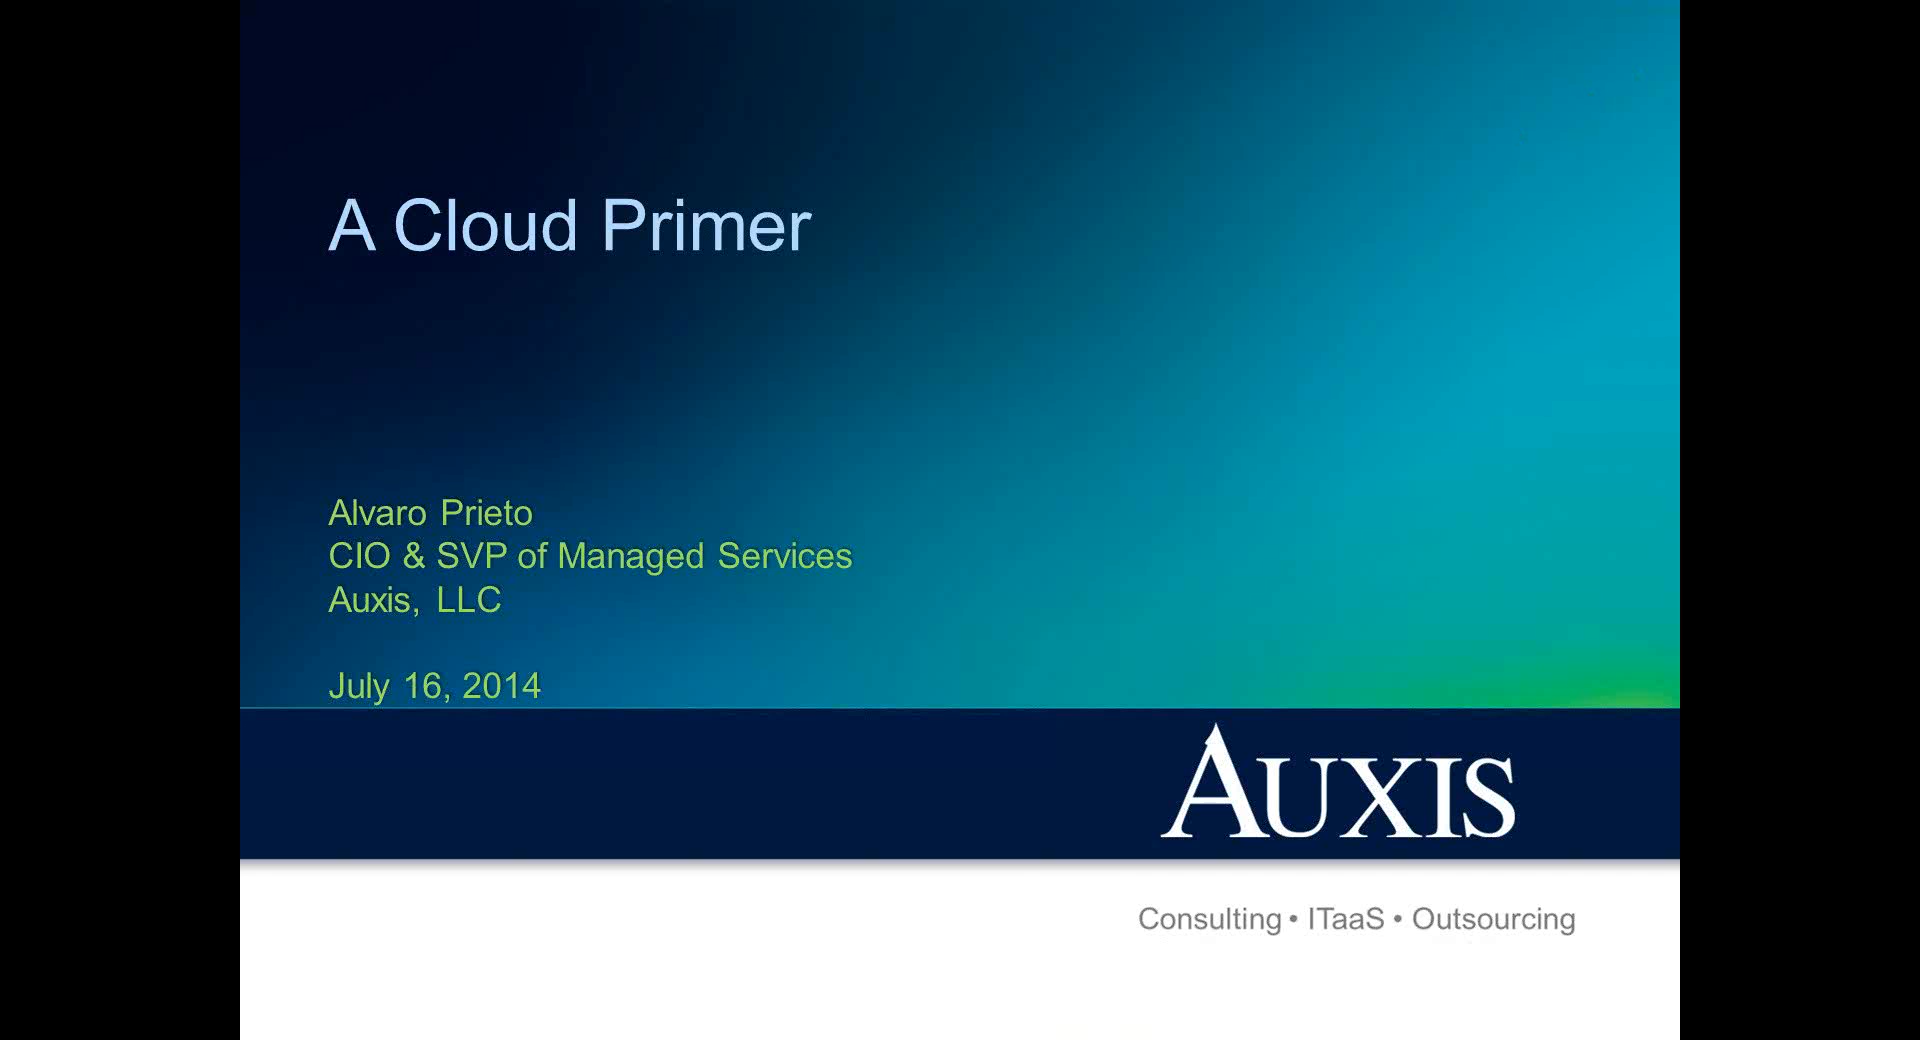 A Cloud Primer
Alvaro Prieto
CIO & SVP of Managed Services
Auxis, LLC
July 16, 2014
AUXIS
Consulting • ITaaS • Outsourcing